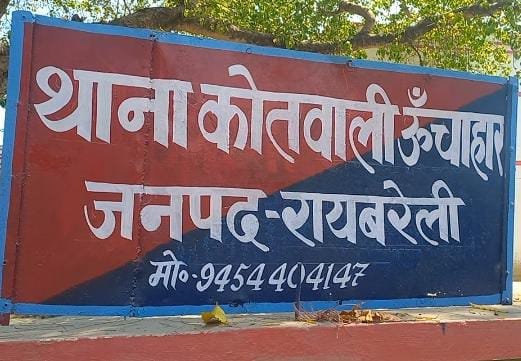 थाना कोतवाली ऊँचाहार
जनपद-रायबरेली
मो०-9454404147